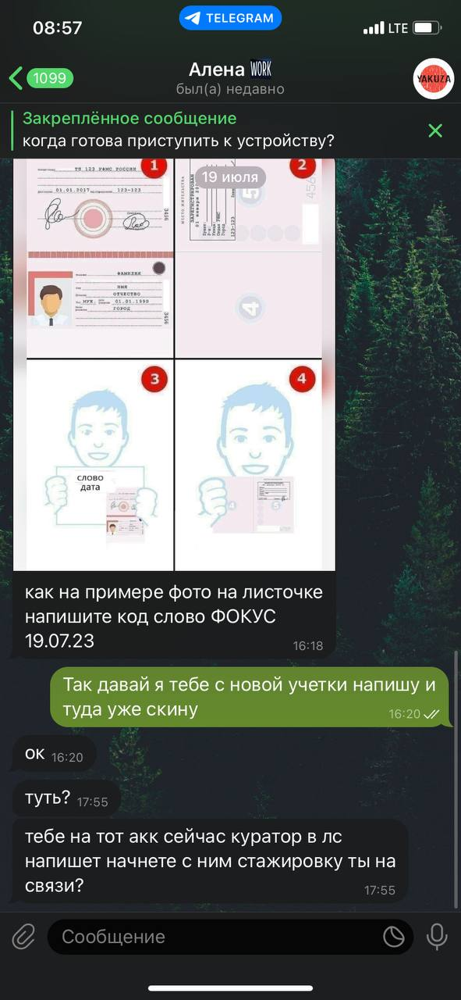 08:57
TELEGRAM
LTE
1099
Алена WORK
был(а) недавно
YAKUZA
Закреплённое сообщение
когда готова приступить к устройству?
19 июля
1
ТП 123 УФМС РОССИИ
01.01.2017
123-123
3456
ФАМИЛИЯ
ИМЯ
ОТЧЕСТВО
МУЖ.
01.01.1990
ГОРОД
3456
2
МЕСТО ЖИТЕЛЬСТВА
ЗАРЕГИСТРИРОВАН
123-123
5
456
4
3
СЛОВО
дата
4
4
5
как на примере фото на листочке
напишите код слово ФОКУС
19.07.23
16:18
Так давай я тебе с новой учетки напишу и
туда уже скину
16:20
ок
16:20
туть?
17:55
тебе на тот акк сейчас куратор в лс
напишет начнете с ним стажировку ты на
связи?
17:55
Сообщение